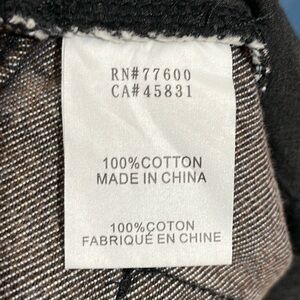 RN#77600
CA#45831
100%COTTON
MADE IN CHINA
100%COTON
FABRIQUÉ EN CHINE